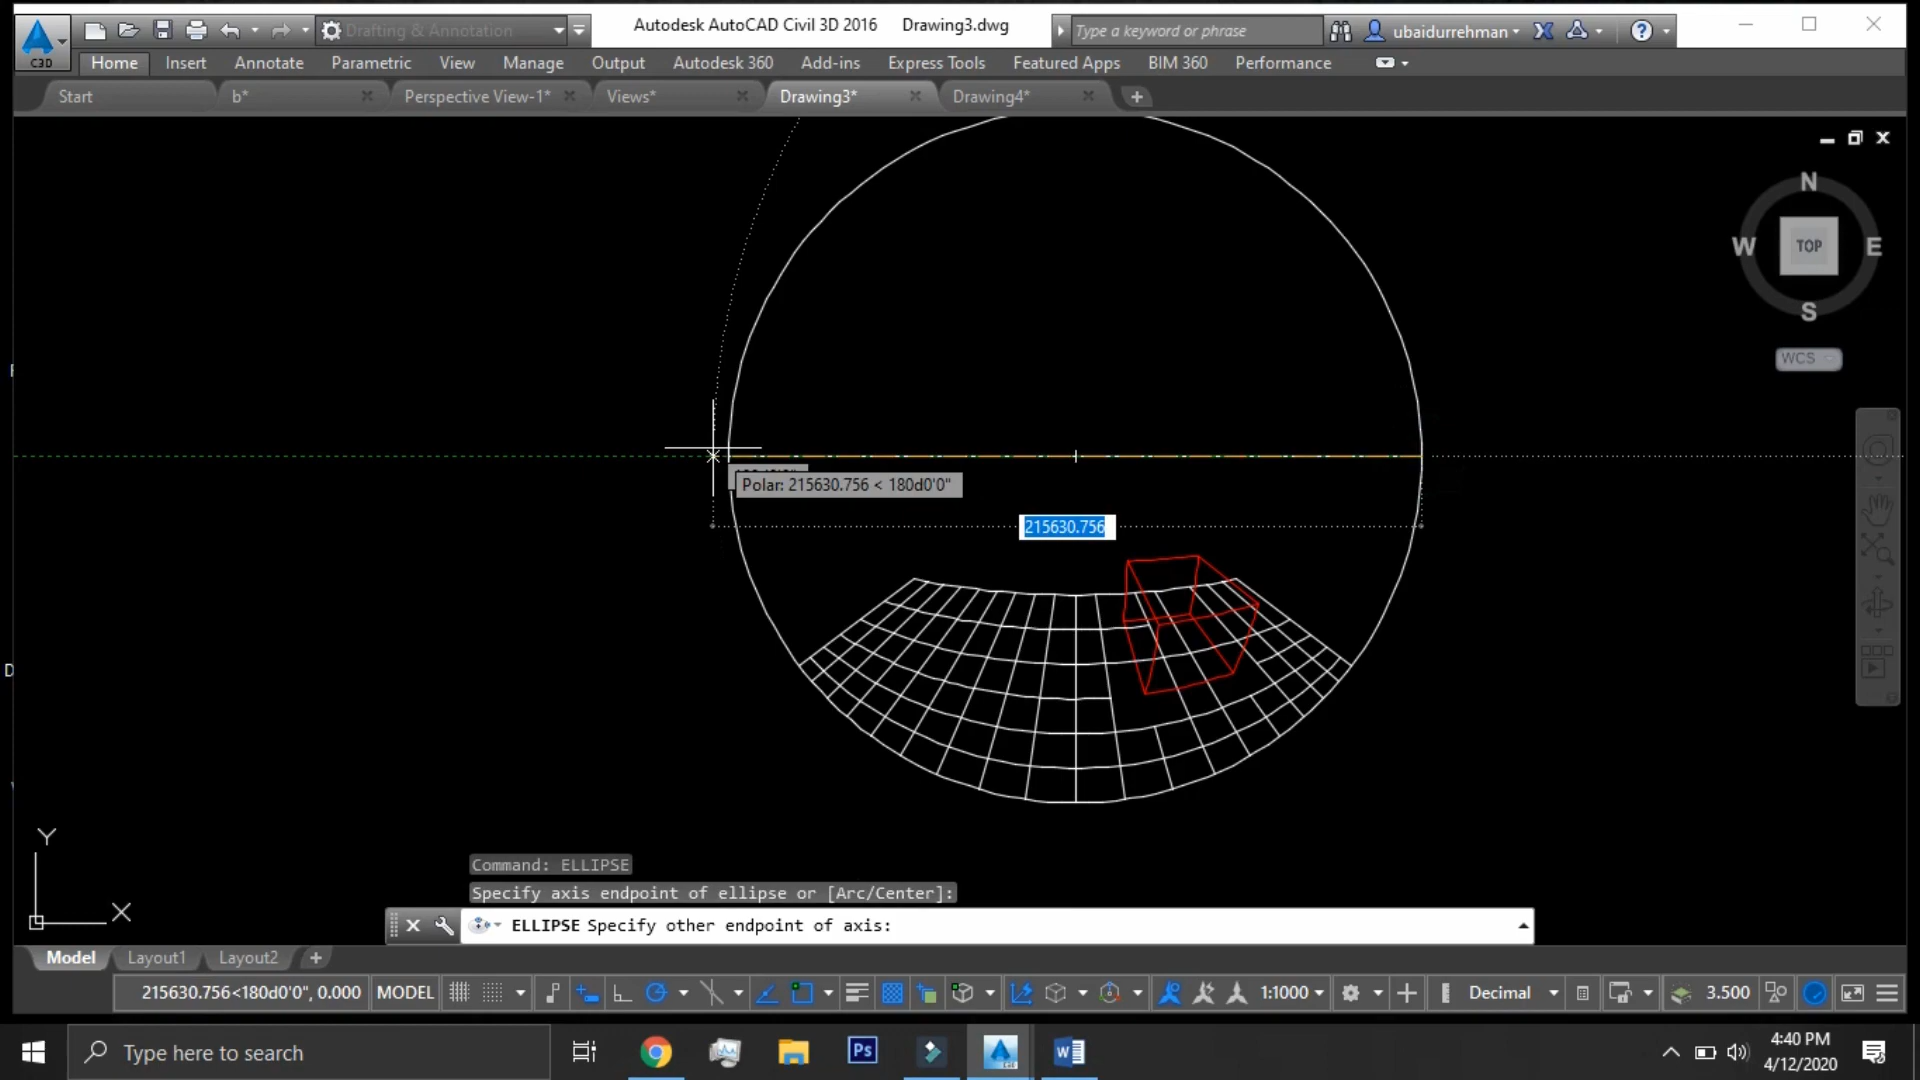 Drafting & Annotation
Autodesk AutoCAD Civil 3D 2016 Drawing3.dwg
Type a keyword or phrase
ubaidurrehman
C3D
Home Insert Annotate Parametric View Manage Output Autodesk 360 Add-ins Express Tools Featured Apps BIM 360 Performance
Start b* Perspective View-1* Views* Drawing3* Drawing4*
N
W TOP E
S
WCS
Polar: 215630.756 < 180d0'0"
215630.756
Y
X
Command: ELLIPSE
Specify axis endpoint of ellipse or [Arc/Center]:
ELLIPSE Specify other endpoint of axis:
Model Layout1 Layout2
215630.756<180d0'0", 0.000 MODEL 1:1000 Decimal 3.500
Type here to search
Ps
W
4:40 PM
4/12/2020